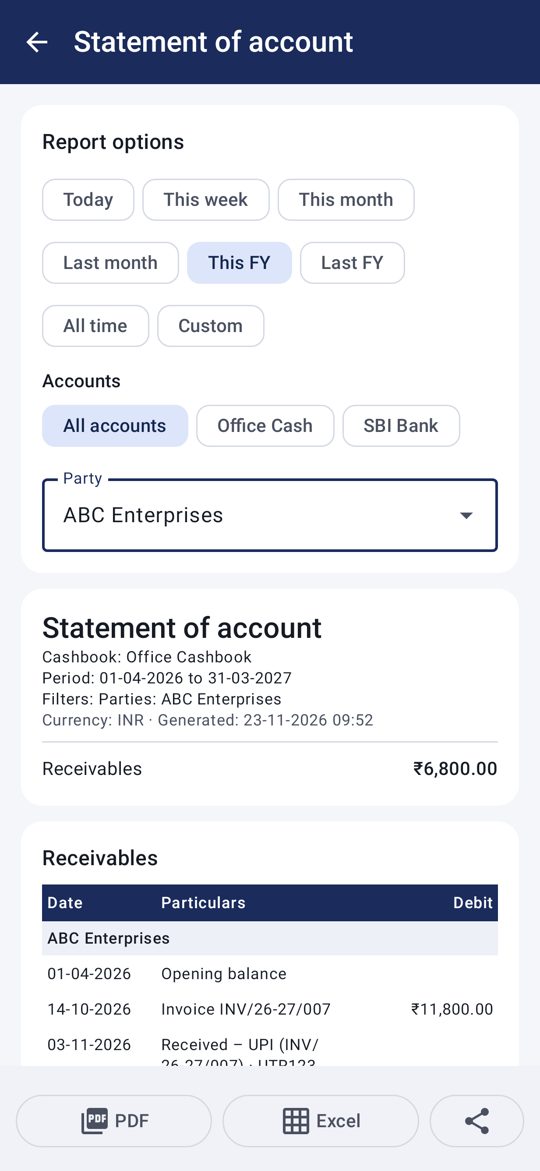 Statement of account
Report options
Today
This week
This month
Last month
This FY
Last FY
All time
Custom
Accounts
All accounts
Office Cash
SBI Bank
Party
ABC Enterprises
Statement of account
Cashbook: Office Cashbook
Period: 01-04-2026 to 31-03-2027
Filters: Parties: ABC Enterprises
Currency: INR · Generated: 23-11-2026 09:52
Receivables ₹6,800.00
Receivables
Date Particulars Debit
ABC Enterprises
01-04-2026 Opening balance
14-10-2026 Invoice INV/26-27/007 ₹11,800.00
03-11-2026 Received – UPI (INV/
26-27/007) · UTR123
PDF
Excel